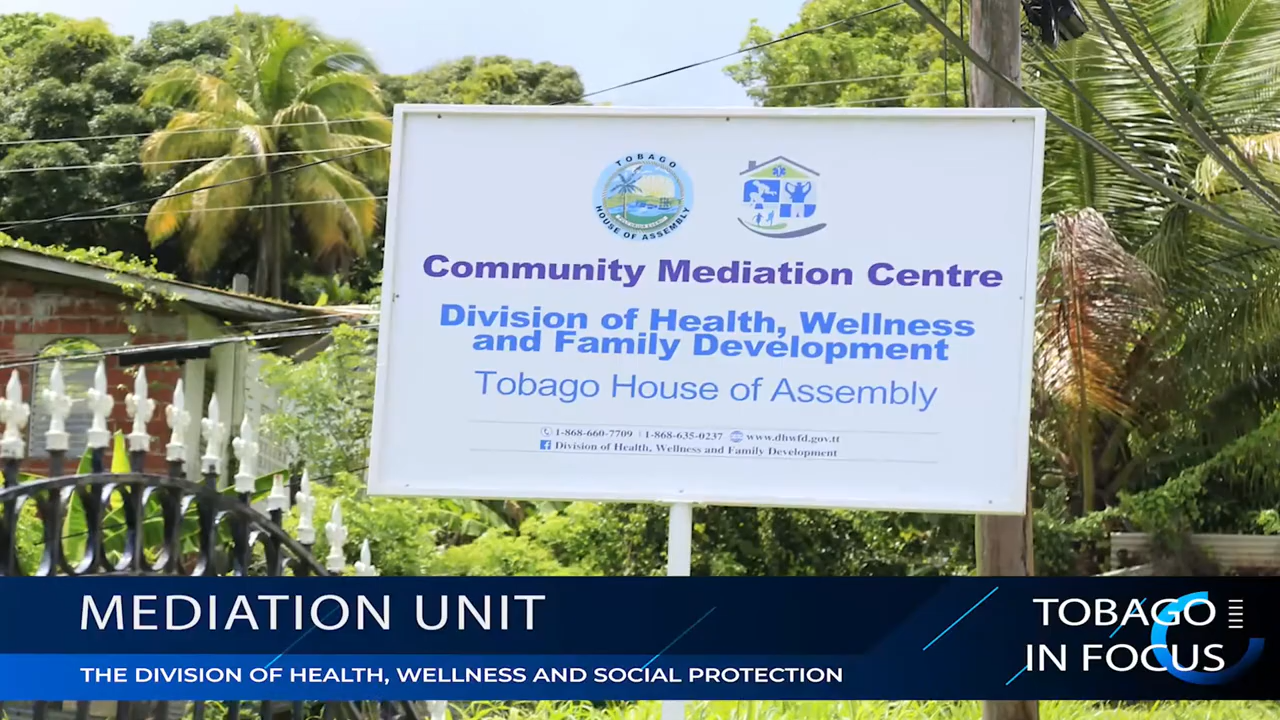 TOBAGO
HOUSE OF ASSEMBLY
Community Mediation Centre
Division of Health, Wellness
and Family Development
Tobago House of Assembly
1-868-660-7709 | 1-868-635-0237 www.dhwfd.gov.tt
Division of Health, Wellness and Family Development
MEDIATION UNIT
THE DIVISION OF HEALTH, WELLNESS AND SOCIAL PROTECTION
TOBAGO
IN FOCUS